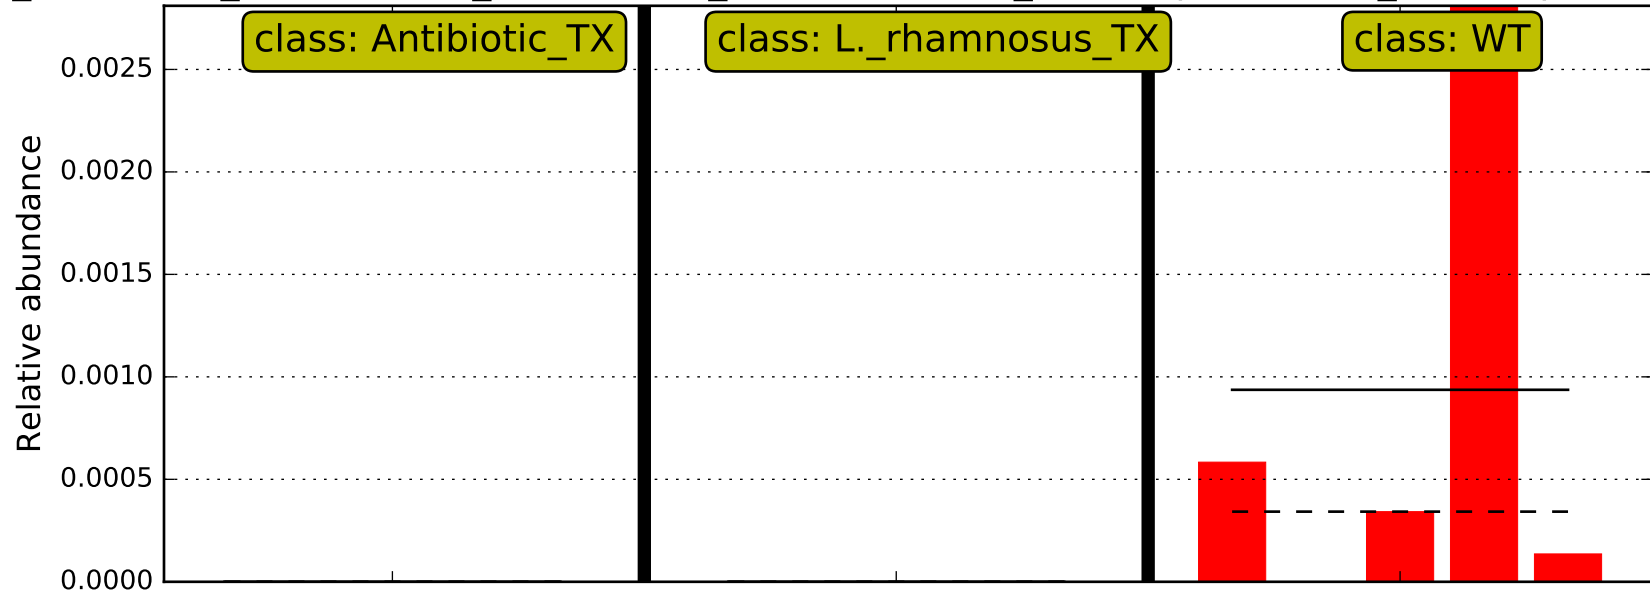 class: Antibiotic_TX
class: L._rhamnosus_TX
class: WT
Relative abundance
0.0025
0.0020
0.0015
0.0010
0.0005
0.0000